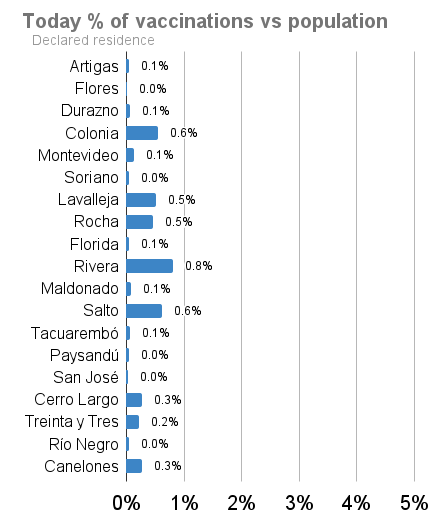 Today % of vaccinations vs population
Declared residence
Artigas 0.1%
Flores 0.0%
Durazno 0.1%
Colonia 0.6%
Montevideo 0.1%
Soriano 0.0%
Lavalleja 0.5%
Rocha 0.5%
Florida 0.1%
Rivera 0.8%
Maldonado 0.1%
Salto 0.6%
Tacuarembó 0.1%
Paysandú 0.0%
San José 0.0%
Cerro Largo 0.3%
Treinta y Tres 0.2%
Río Negro 0.0%
Canelones 0.3%
0% 1% 2% 3% 4% 5%